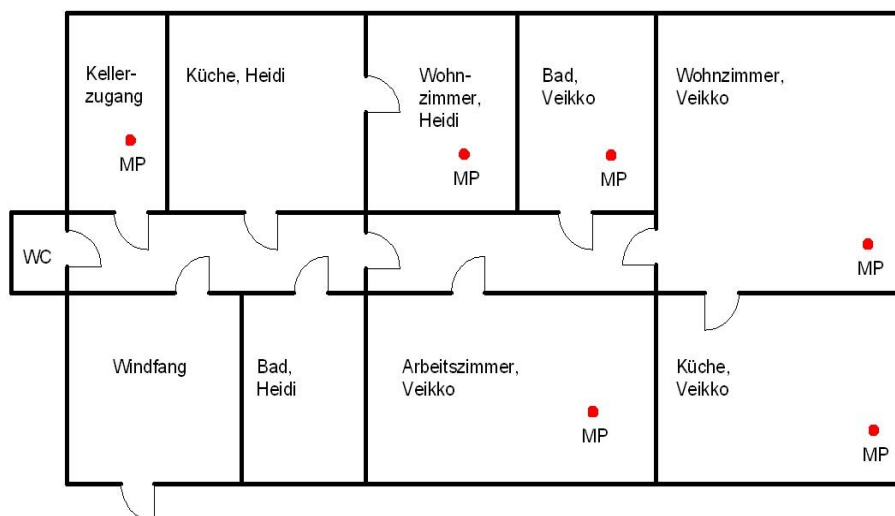 Keller-
zugang
MP
Küche, Heidi
Wohn-
zimmer,
Heidi
MP
Bad,
Veikko
MP
Wohnzimmer,
Veikko
MP
WC
Windfang
Bad,
Heidi
Arbeitszimmer,
Veikko
MP
Küche,
Veikko
MP